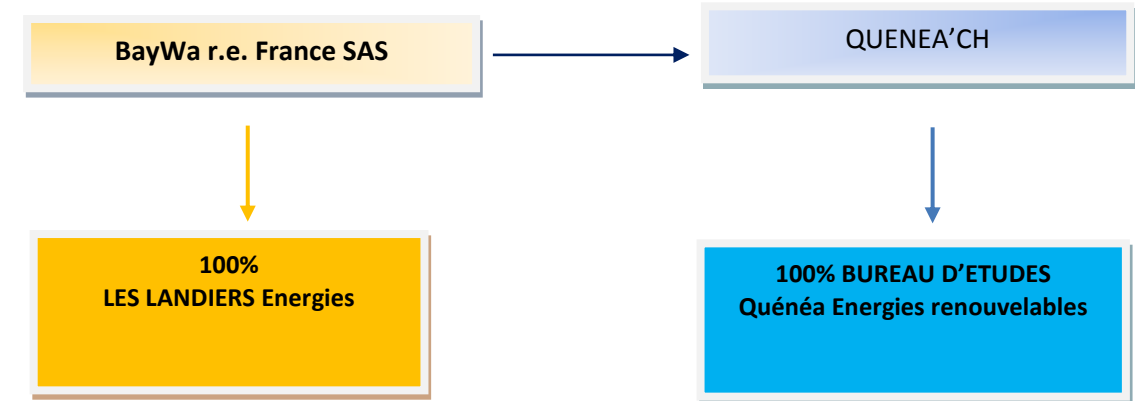 BayWa r.e. France SAS
QUENEA’CH
100%
LES LANDIERS Energies
100% BUREAU D’ETUDES
Quénéa Energies renouvelables